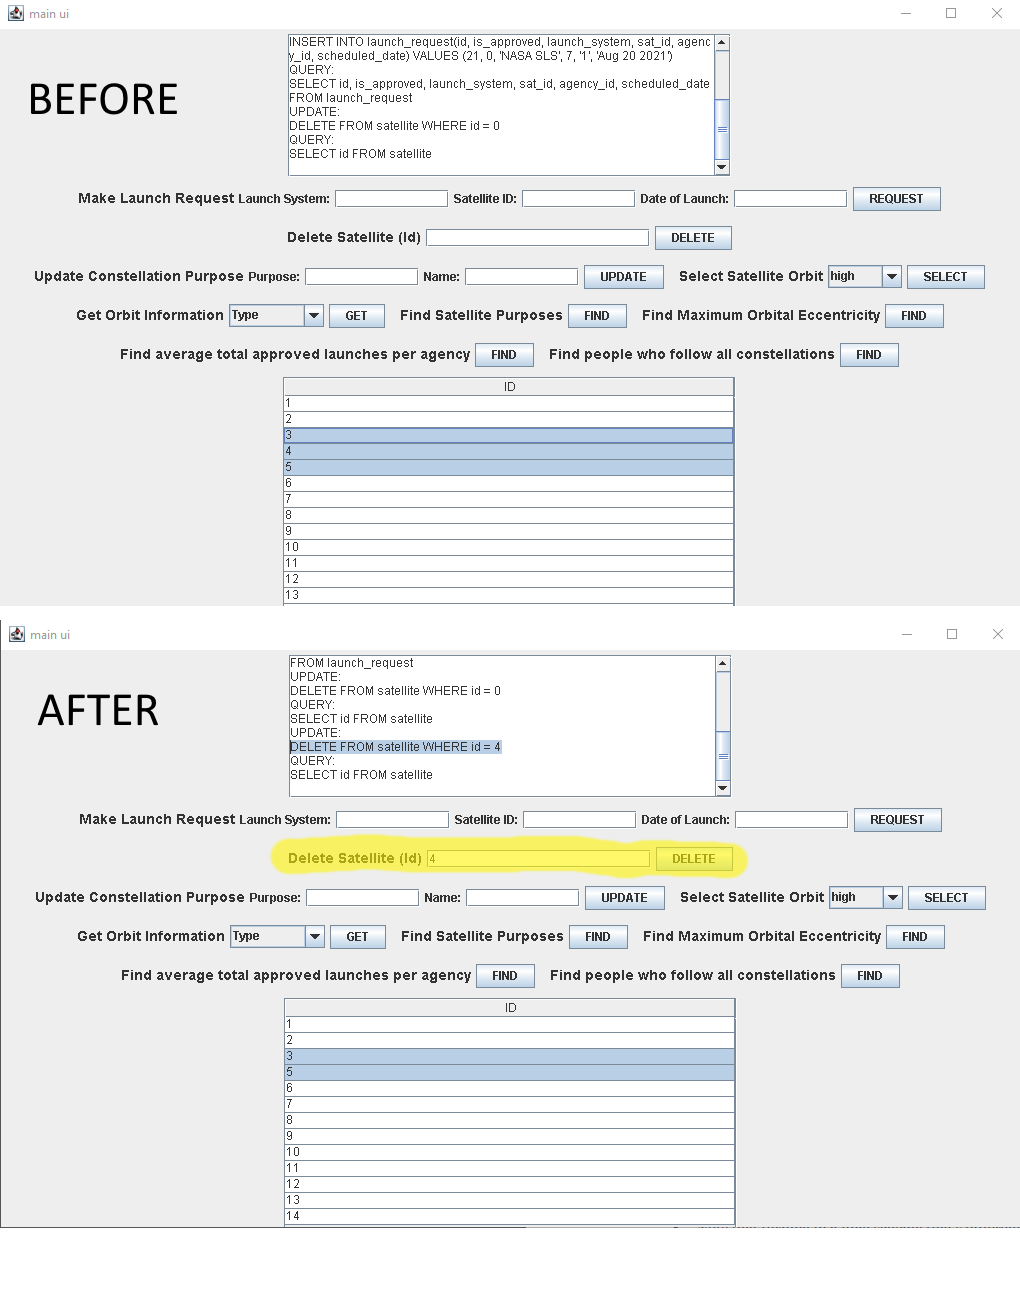 main ui
BEFORE
INSERT INTO launch_request(id, is_approved, launch_system, sat_id, agenc
y_id, scheduled_date) VALUES (21, 0, 'NASA SLS', 7, '1', 'Aug 20 2021')
QUERY:
SELECT id, is_approved, launch_system, sat_id, agency_id, scheduled_date
FROM launch_request
UPDATE:
DELETE FROM satellite WHERE id = 0
QUERY:
SELECT id FROM satellite
Make Launch Request Launch System: Satellite ID: Date of Launch: REQUEST
Delete Satellite (Id) DELETE
Update Constellation Purpose Purpose: Name: UPDATE Select Satellite Orbit high SELECT
Get Orbit Information Type GET Find Satellite Purposes FIND Find Maximum Orbital Eccentricity FIND
Find average total approved launches per agency FIND Find people who follow all constellations FIND
ID
1
2
3
4
5
6
7
8
9
10
11
12
13
main ui
AFTER
FROM launch_request
UPDATE:
DELETE FROM satellite WHERE id = 0
QUERY:
SELECT id FROM satellite
UPDATE:
DELETE FROM satellite WHERE id = 4
QUERY:
SELECT id FROM satellite
Make Launch Request Launch System: Satellite ID: Date of Launch: REQUEST
Delete Satellite (Id) 4 DELETE
Update Constellation Purpose Purpose: Name: UPDATE Select Satellite Orbit high SELECT
Get Orbit Information Type GET Find Satellite Purposes FIND Find Maximum Orbital Eccentricity FIND
Find average total approved launches per agency FIND Find people who follow all constellations FIND
ID
1
2
3
5
6
7
8
9
10
11
12
13
14